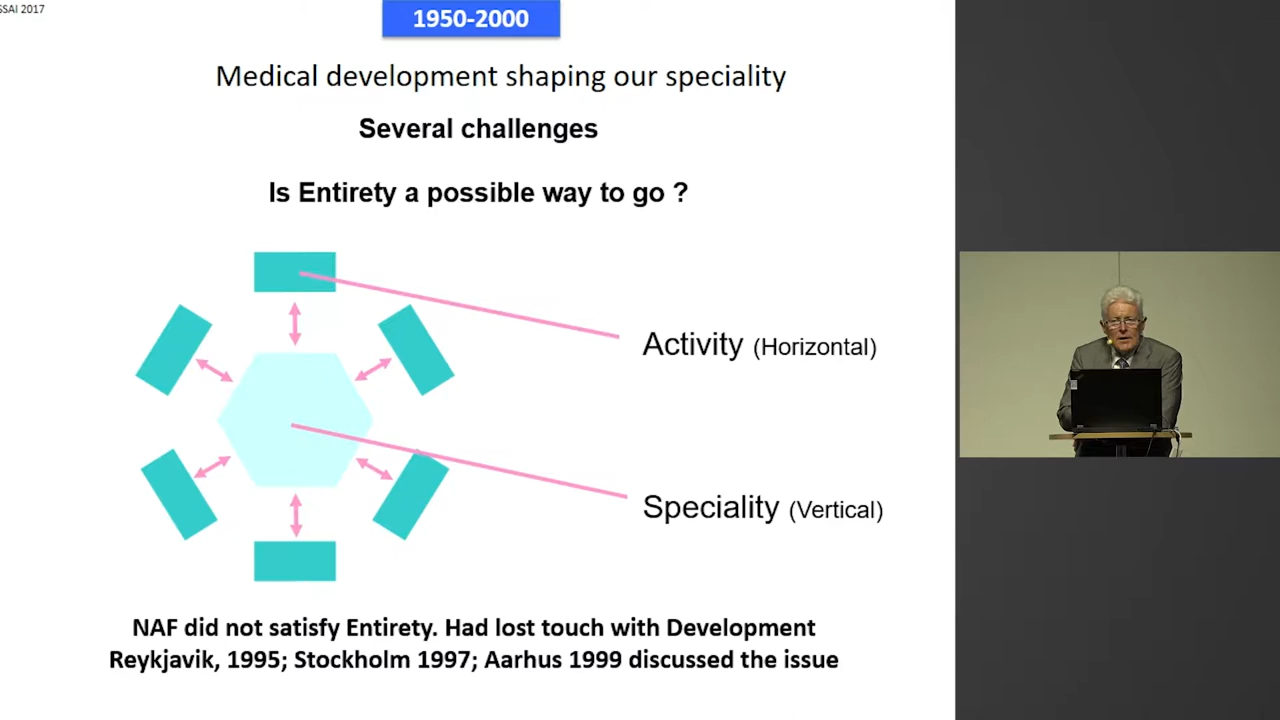 SSAI 2017
1950-2000
Medical development shaping our speciality
Several challenges
Is Entirety a possible way to go ?
Activity (Horizontal)
Speciality (Vertical)
NAF did not satisfy Entirety. Had lost touch with Development
Reykjavik, 1995; Stockholm 1997; Aarhus 1999 discussed the issue